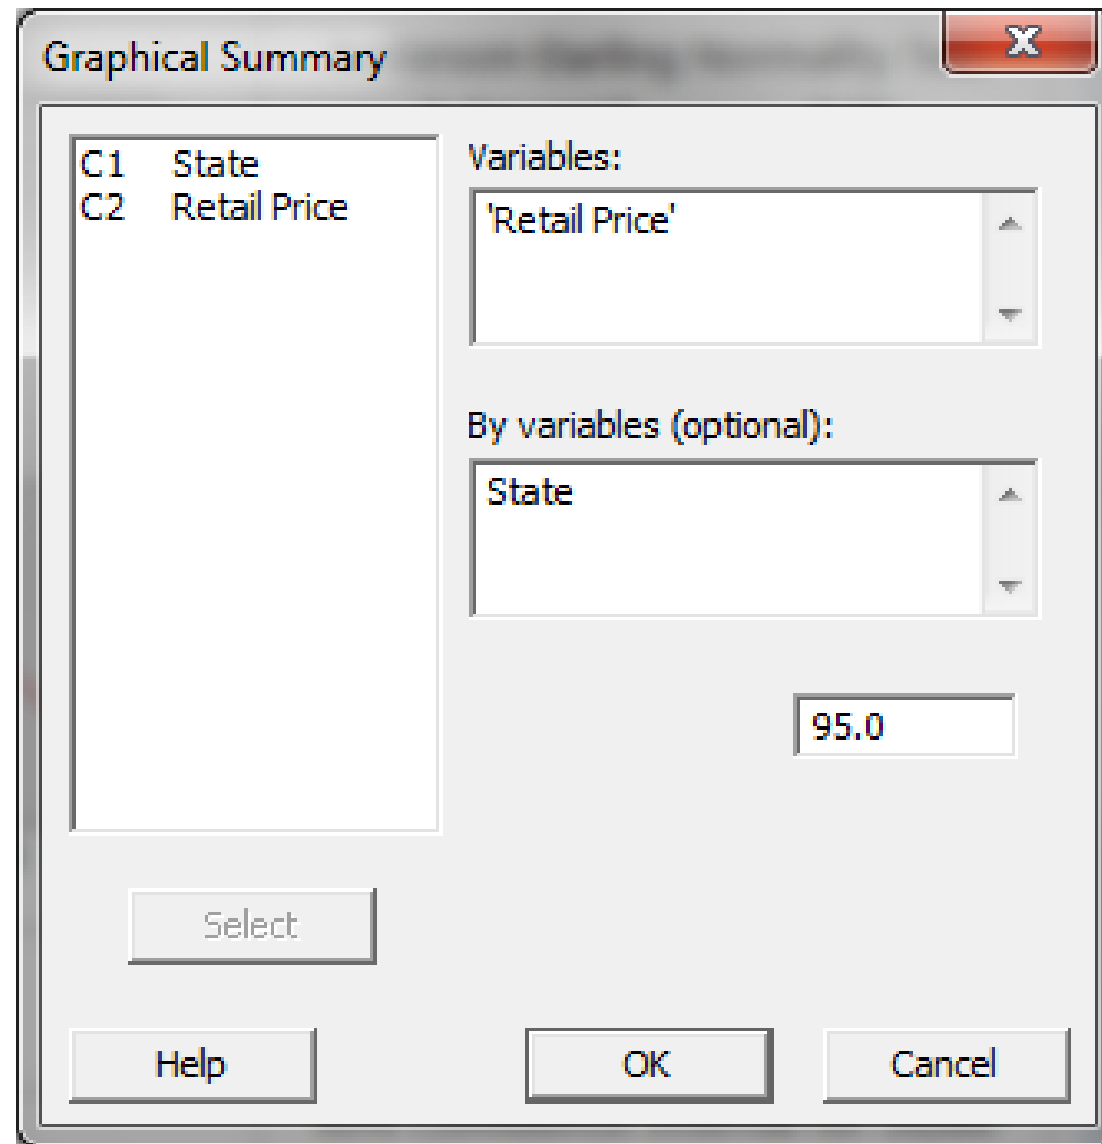 Graphical Summary
C1 State
C2 Retail Price
Variables:
'Retail Price'
By variables (optional):
State
95.0
Select
Help
OK
Cancel